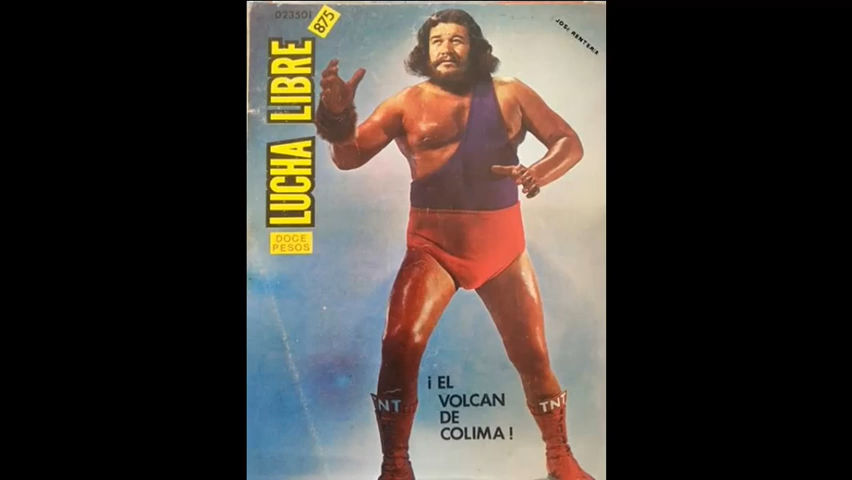 023501
875
LUCHA LIBRE
DOCE
PESOS
JOSE RENTERIA
¡ EL
VOLCAN
DE
COLIMA !
TNT
TNT